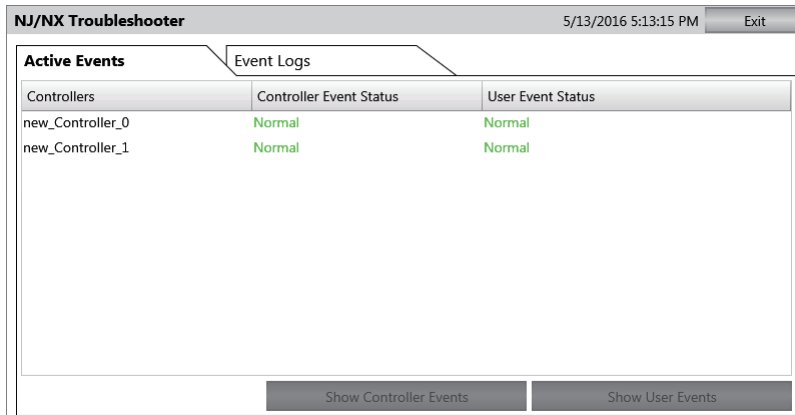 NJ/NX Troubleshooter 5/13/2016 5:13:15 PM Exit
Active Events Event Logs
Controllers Controller Event Status User Event Status
new_Controller_0 Normal Normal
new_Controller_1 Normal Normal
Show Controller Events Show User Events